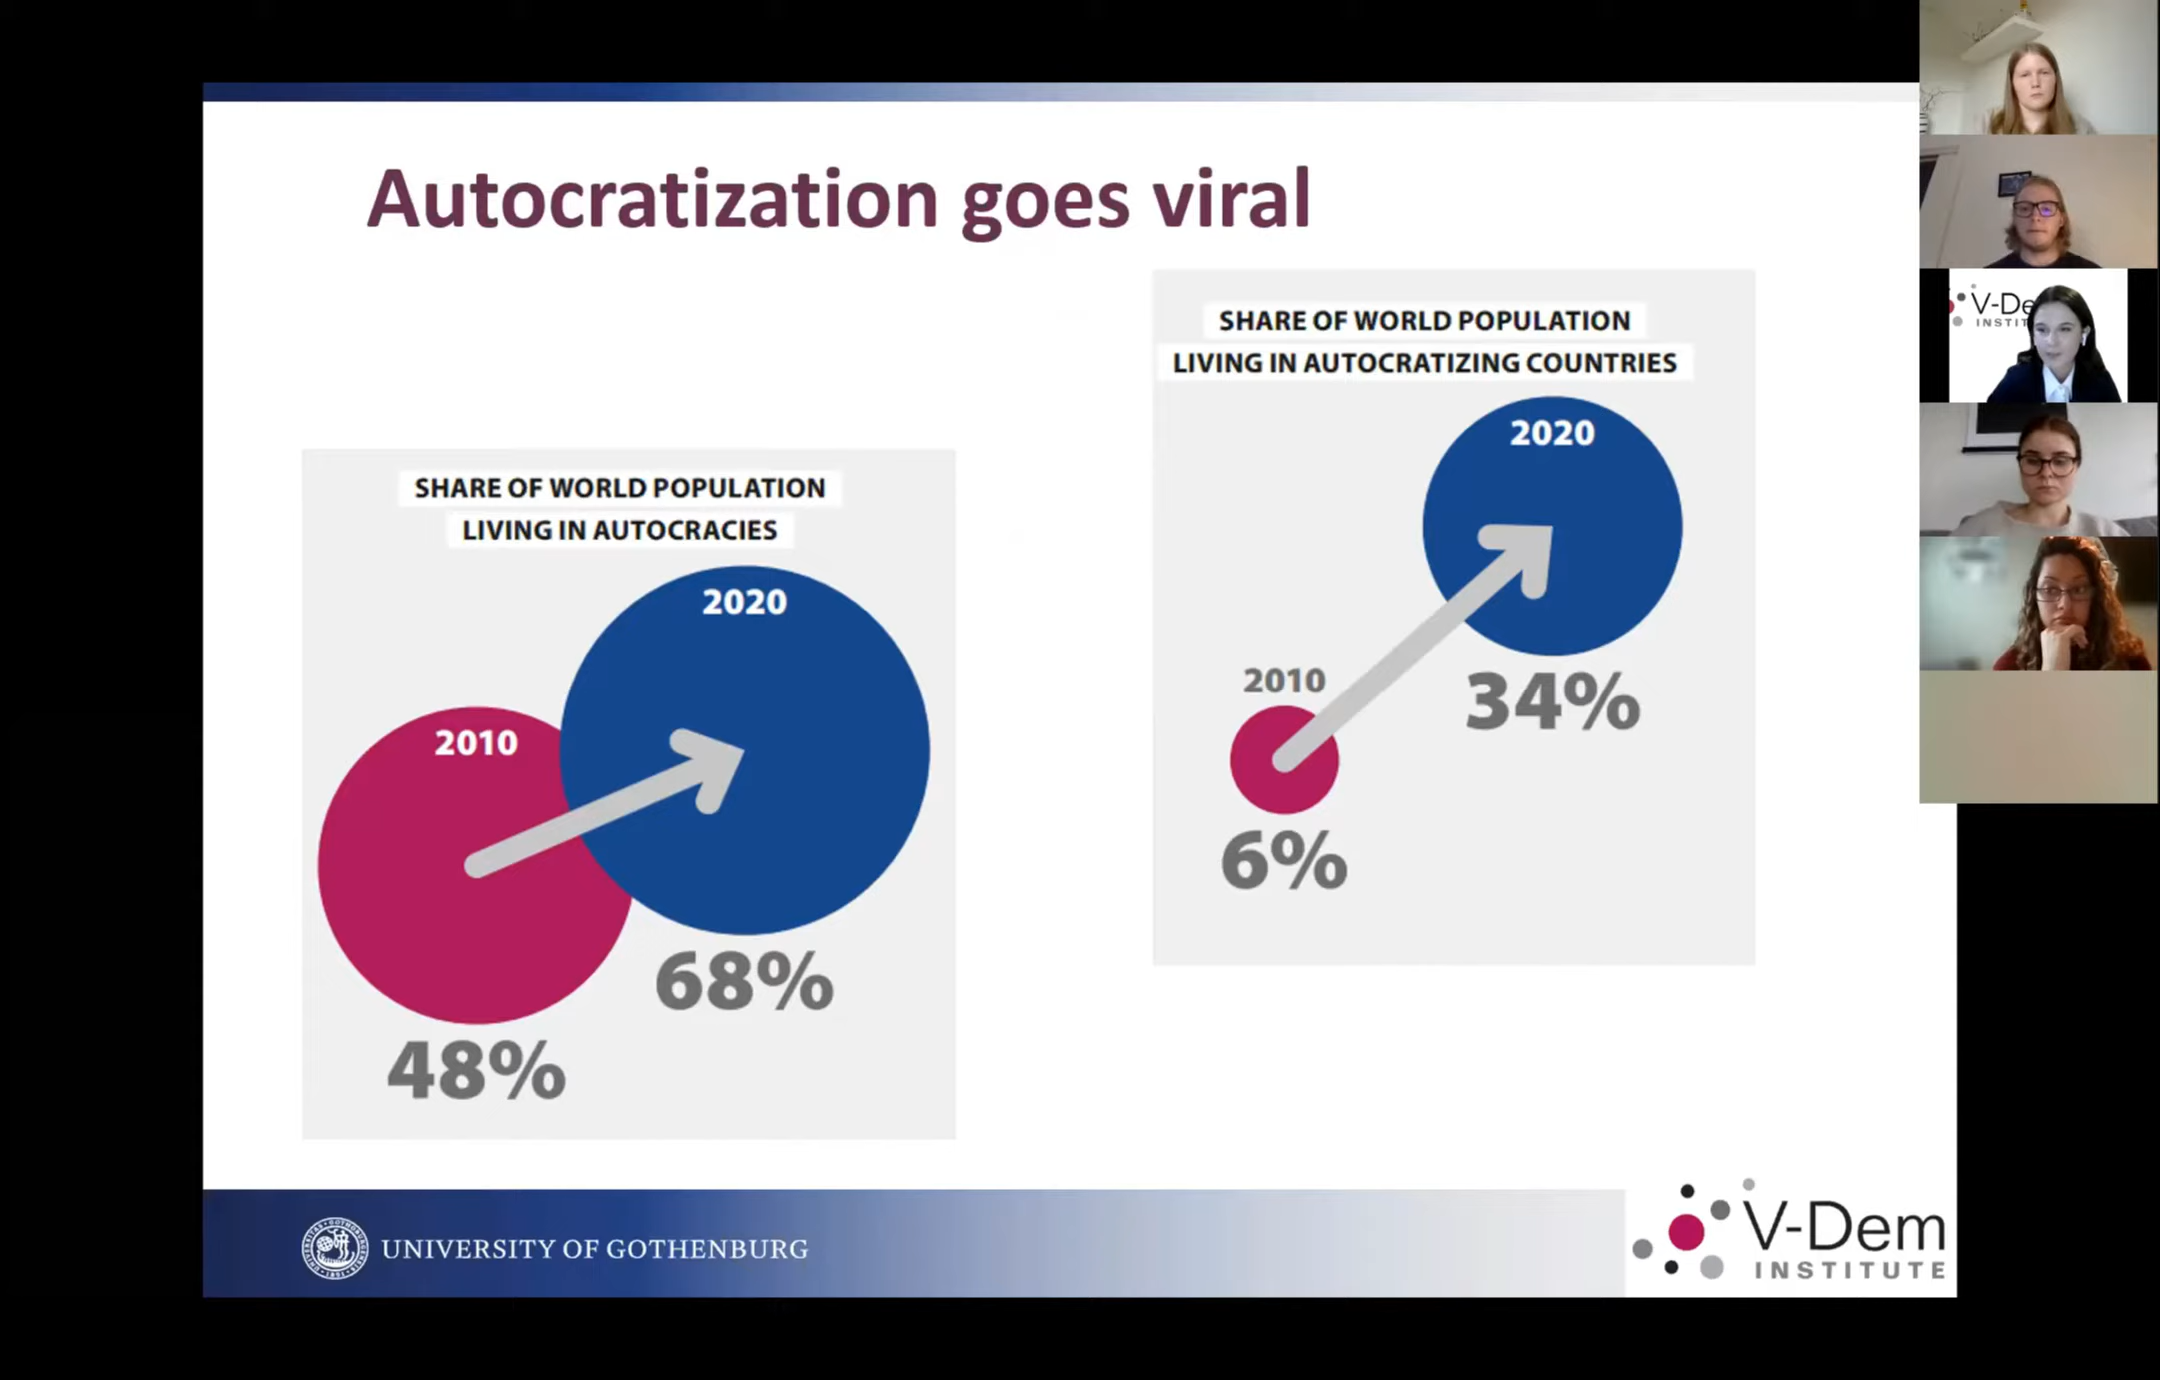 Autocratization goes viral
SHARE OF WORLD POPULATION
LIVING IN AUTOCRACIES
2020
2010
68%
48%
SHARE OF WORLD POPULATION
LIVING IN AUTOCRATIZING COUNTRIES
2020
2010
34%
6%
UNIVERSITY OF GOTHENBURG
V-Dem
INSTITUTE